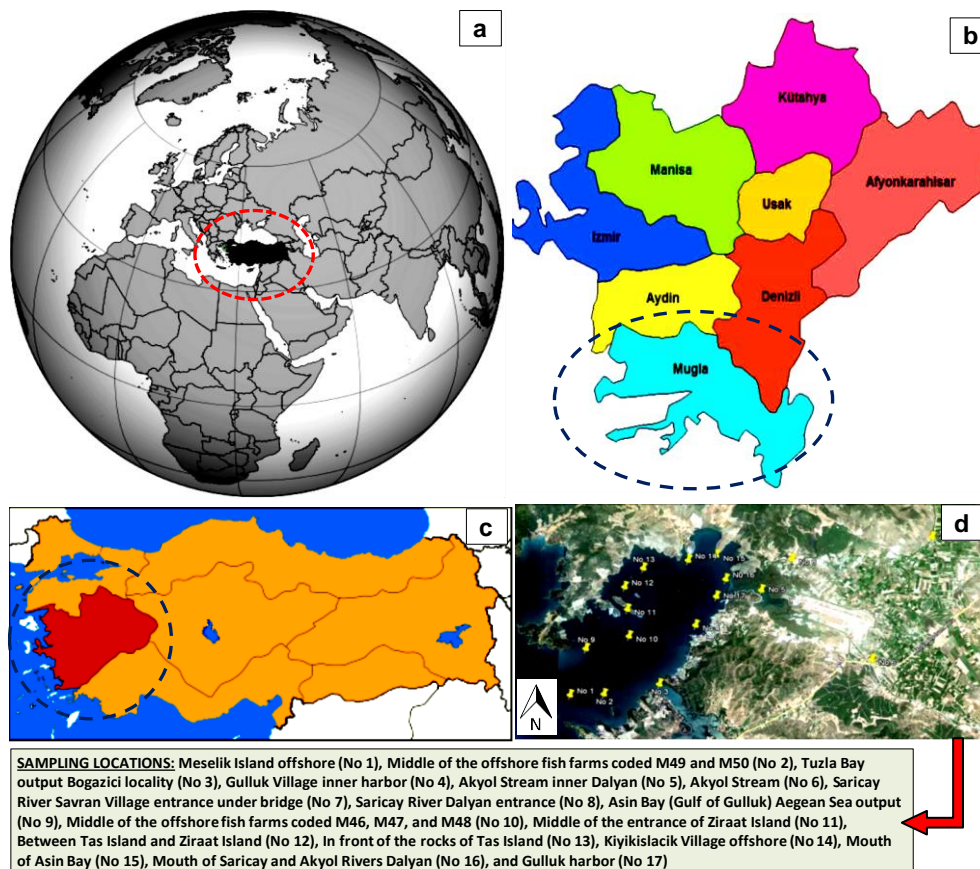 a
b
Kütahya
Manisa
Afyonkarahisar
Usak
Izmir
Aydin
Denizli
Mugla
c
d
No 13
No 14
No 15
No 16
No 12
No 11
No 10
No 9
No 1
No 2
No 3
N
SAMPLING LOCATIONS: Meselik Island offshore (No 1), Middle of the offshore fish farms coded M49 and M50 (No 2), Tuzla Bay
output Bogazici locality (No 3), Gulluk Village inner harbor (No 4), Akyol Stream inner Dalyan (No 5), Akyol Stream (No 6), Saricay
River Savran Village entrance under bridge (No 7), Saricay River Dalyan entrance (No 8), Asin Bay (Gulf of Gulluk) Aegean Sea output
(No 9), Middle of the offshore fish farms coded M46, M47, and M48 (No 10), Middle of the entrance of Ziraat Island (No 11),
Between Tas Island and Ziraat Island (No 12), In front of the rocks of Tas Island (No 13), Kiyikislacik Village offshore (No 14), Mouth
of Asin Bay (No 15), Mouth of Saricay and Akyol Rivers Dalyan (No 16), and Gulluk harbor (No 17)